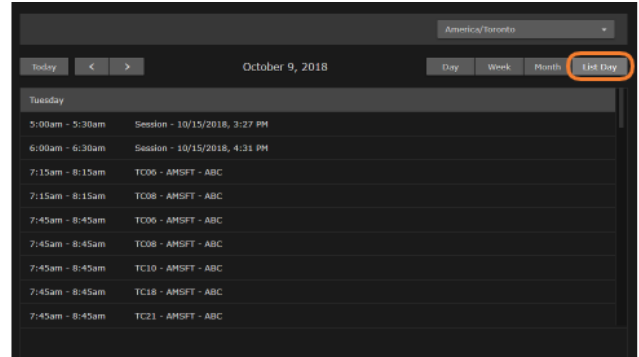 America/Toronto
Today < > October 9, 2018 Day Week Month List Day
Tuesday
5:00am - 5:30am Session - 10/15/2018, 3:27 PM
6:00am - 6:30am Session - 10/15/2018, 4:31 PM
7:15am - 8:15am TC06 - AMSFT - ABC
7:15am - 8:15am TC08 - AMSFT - ABC
7:45am - 8:45am TC06 - AMSFT - ABC
7:45am - 8:45am TC08 - AMSFT - ABC
7:45am - 8:45am TC10 - AMSFT - ABC
7:45am - 8:45am TC18 - AMSFT - ABC
7:45am - 8:45am TC21 - AMSFT - ABC